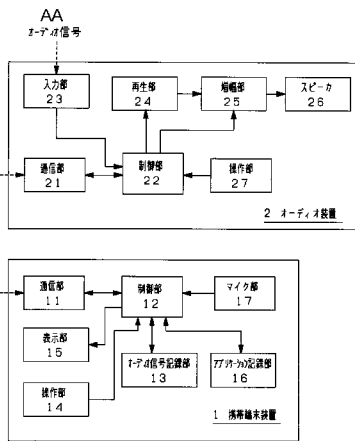 AA
オーディオ信号
入力部
23
再生部
24
増幅部
25
スピーカ
26
通信部
21
制御部
22
操作部
27
2 オーディオ装置
通信部
11
制御部
12
マイク部
17
表示部
15
オーディオ信号記録部
13
アプリケーション記録部
16
操作部
14
1 携帯端末装置